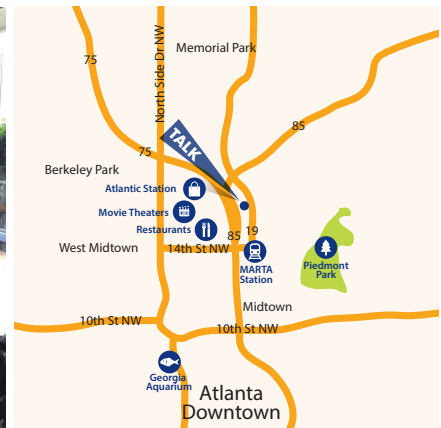 Memorial Park
75
North Side Dr NW
85
TALK
75
Berkeley Park
Atlantic Station
Movie Theaters
Restaurants
85
19
West Midtown
14th St NW
MARTA
Station
Piedmont
Park
Midtown
10th St NW
10th St NW
Georgia
Aquarium
Atlanta
Downtown